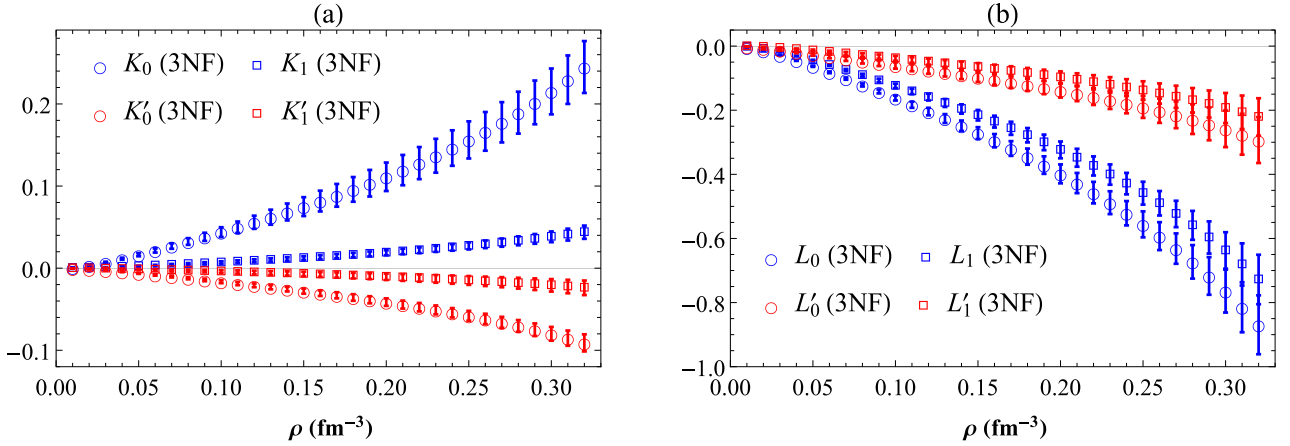 (a)
K₀ (3NF) K₁ (3NF)
K′₀ (3NF) K′₁ (3NF)
0.2
0.1
0.0
−0.1
0.00 0.05 0.10 0.15 0.20 0.25 0.30
ρ (fm⁻³)
(b)
0.0
−0.2
−0.4
−0.6
−0.8
−1.0
L₀ (3NF) L₁ (3NF)
L′₀ (3NF) L′₁ (3NF)
0.00 0.05 0.10 0.15 0.20 0.25 0.30
ρ (fm⁻³)